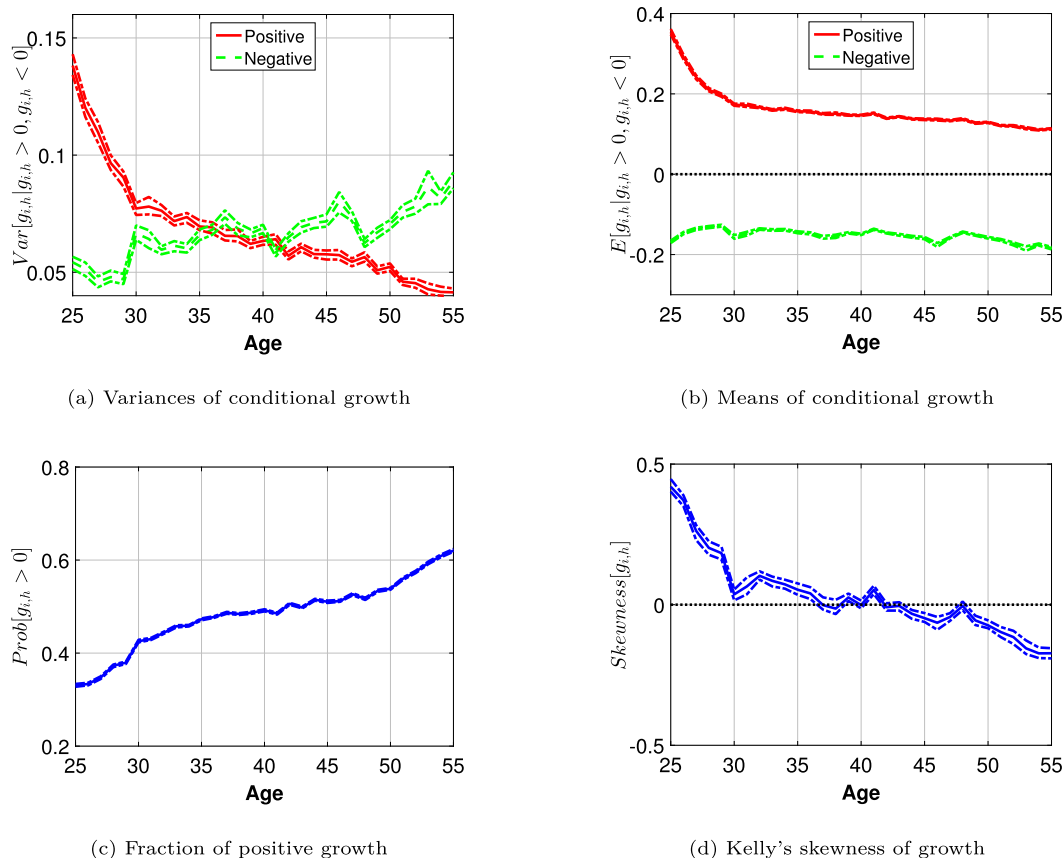 0.15
0.1
0.05
Var[g_{i,h}|g_{i,h} > 0, g_{i,h} < 0]
Positive
Negative
25 30 35 40 45 50 55
Age
(a) Variances of conditional growth
0.4
0.2
0
-0.2
E[g_{i,h}|g_{i,h} > 0, g_{i,h} < 0]
Positive
Negative
25 30 35 40 45 50 55
Age
(b) Means of conditional growth
0.8
0.6
0.4
0.2
Prob[g_{i,h} > 0]
25 30 35 40 45 50 55
Age
(c) Fraction of positive growth
0.5
0
-0.5
Skewness[g_{i,h}]
25 30 35 40 45 50 55
Age
(d) Kelly's skewness of growth